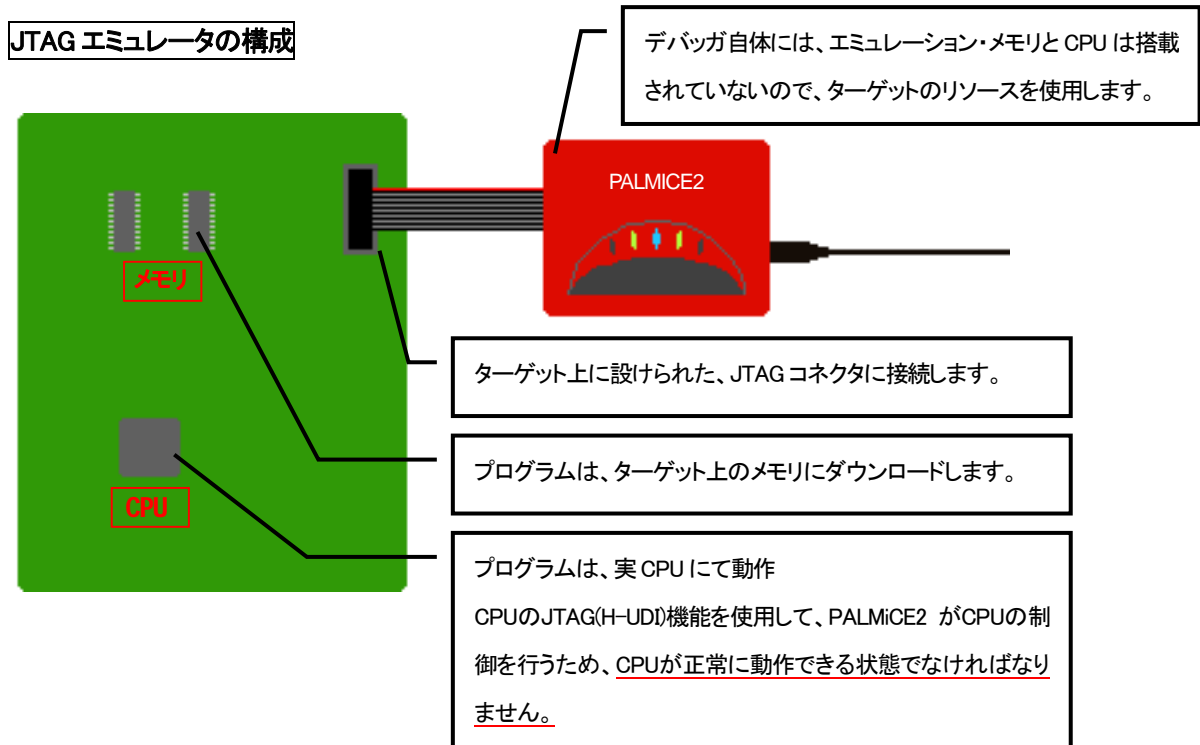 JTAG エミュレータの構成
デバッガ自体には、エミュレーション・メモリと CPU は搭載
されていないので、ターゲットのリソースを使用します。
PALMICE2
メモリ
ターゲット上に設けられた、JTAG コネクタに接続します。
プログラムは、ターゲット上のメモリにダウンロードします。
CPU
プログラムは、実 CPU にて動作
CPUのJTAG(H-UDI)機能を使用して、PALMiCE2 がCPUの制
御を行うため、CPUが正常に動作できる状態でなければなり
ません。